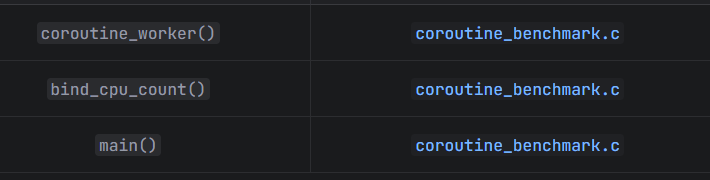 coroutine_worker() coroutine_benchmark.c
bind_cpu_count() coroutine_benchmark.c
main() coroutine_benchmark.c